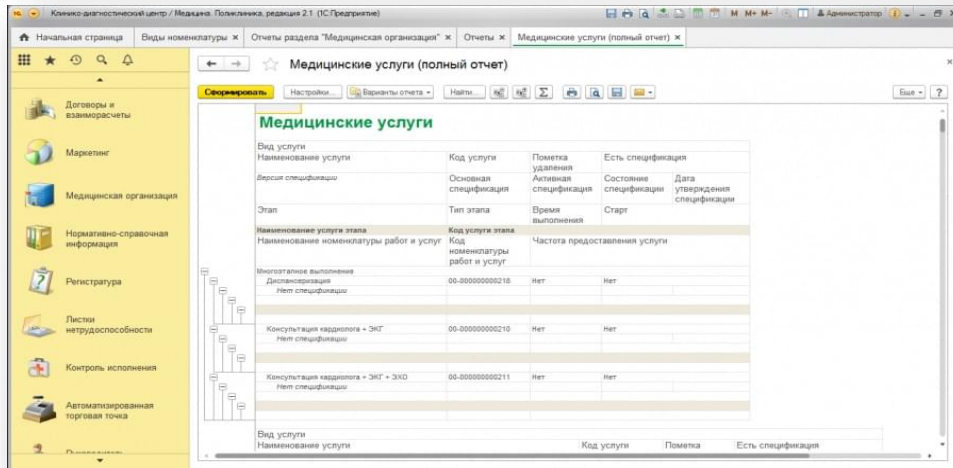 Клинико-диагностический центр / Медицина. Поликлиника, редакция 2.1 (1С:Предприятие)
M M+ M-
Администратор
Начальная страница
Виды номенклатуры ×
Отчеты раздела "Медицинская организация" ×
Отчеты ×
Медицинские услуги (полный отчет) ×
Медицинские услуги (полный отчет)
Сформировать
Настройки...
Варианты отчета
Найти...
Еще
?
Договоры и
взаиморасчеты
Маркетинг
Медицинская организация
Нормативно-справочная
информация
Регистратура
Листки
нетрудоспособности
Контроль исполнения
Автоматизированная
торговая точка
Медицинские услуги
Вид услуги
Наименование услуги Код услуги Пометка Есть спецификация
удаления
Версия спецификации Основная Активная Состояние Дата
спецификация спецификация спецификации утверждения
спецификации
Этап Тип этапа Время Старт
выполнения
Наименование услуги этапа Код услуги этапа
Наименование номенклатуры работ и услуг Код Частота предоставления услуги
номенклатуры
работ и услуг
Многоэтапное выполнение
Диспансеризация 00-000000000218 Нет Нет
Нет спецификации
Консультация кардиолога + ЭКГ 00-000000000210 Нет Нет
Нет спецификации
Консультация кардиолога + ЭКГ + ЭХО 00-000000000211 Нет Нет
Нет спецификации
Вид услуги
Наименование услуги Код услуги Пометка Есть спецификация